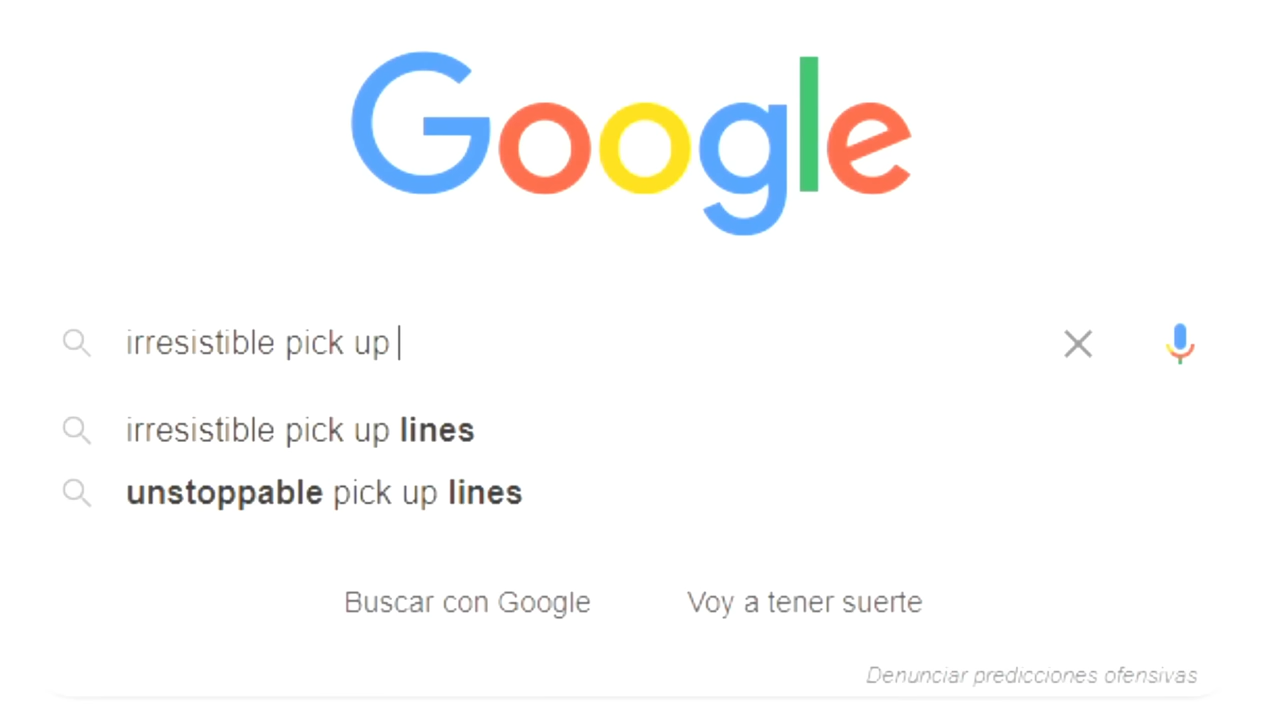 Google
irresistible pick up
irresistible pick up lines
unstoppable pick up lines
Buscar con Google
Voy a tener suerte
Denunciar predicciones ofensivas